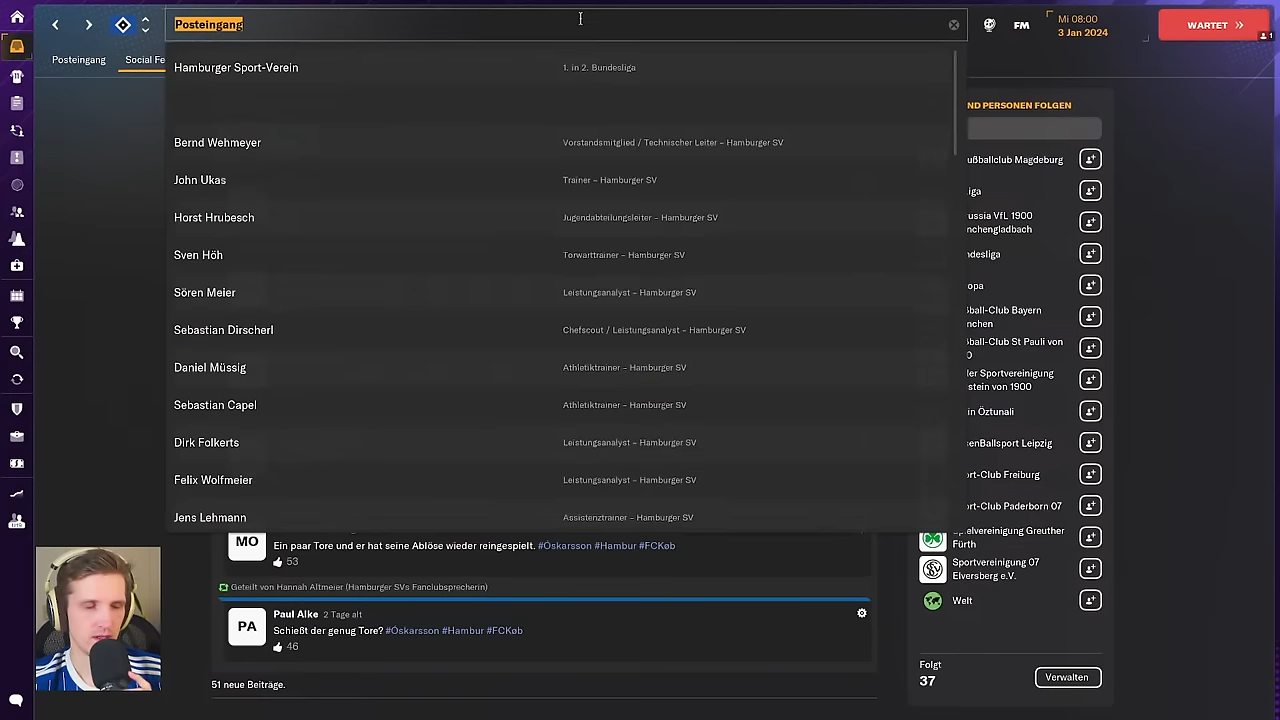 Posteingang
FM
Mi 08:00
3 Jan 2024
WARTET
1
Posteingang
Social Fe
Hamburger Sport-Verein
1. in 2. Bundesliga
Bernd Wehmeyer
Vorstandsmitglied / Technischer Leiter – Hamburger SV
John Ukas
Trainer – Hamburger SV
Horst Hrubesch
Jugendabteilungsleiter – Hamburger SV
Sven Höh
Torwarttrainer – Hamburger SV
Sören Meier
Leistungsanalyst – Hamburger SV
Sebastian Dirscherl
Chefscout / Leistungsanalyst – Hamburger SV
Daniel Müssig
Athletiktrainer – Hamburger SV
Sebastian Capel
Athletiktrainer – Hamburger SV
Dirk Folkerts
Leistungsanalyst – Hamburger SV
Felix Wolfmeier
Leistungsanalyst – Hamburger SV
Jens Lehmann
Assistenztrainer – Hamburger SV
MO
Ein paar Tore und er hat seine Ablöse wieder reingespielt. #Óskarsson #Hambur #FCKøb
53
Geteilt von Hannah Altmeier (Hamburger SVs Fanclubsprecherin)
PA
Paul Alke 2 Tage alt
Schießt der genug Tore? #Óskarsson #Hambur #FCKøb
46
51 neue Beiträge.
ND PERSONEN FOLGEN
ußballclub Magdeburg
iga
russia VfL 1900
nchengladbach
ndesliga
opa
ßball-Club Bayern
nchen
ßball-Club St Pauli von
0
ler Sportvereinigung
stein von 1900
in Öztunali
senBallsport Leipzig
ort-Club Freiburg
ort-Club Paderborn 07
Spielvereinigung Greuther
Fürth
Sportvereinigung 07
Elversberg e.V.
Welt
Folgt
37
Verwalten